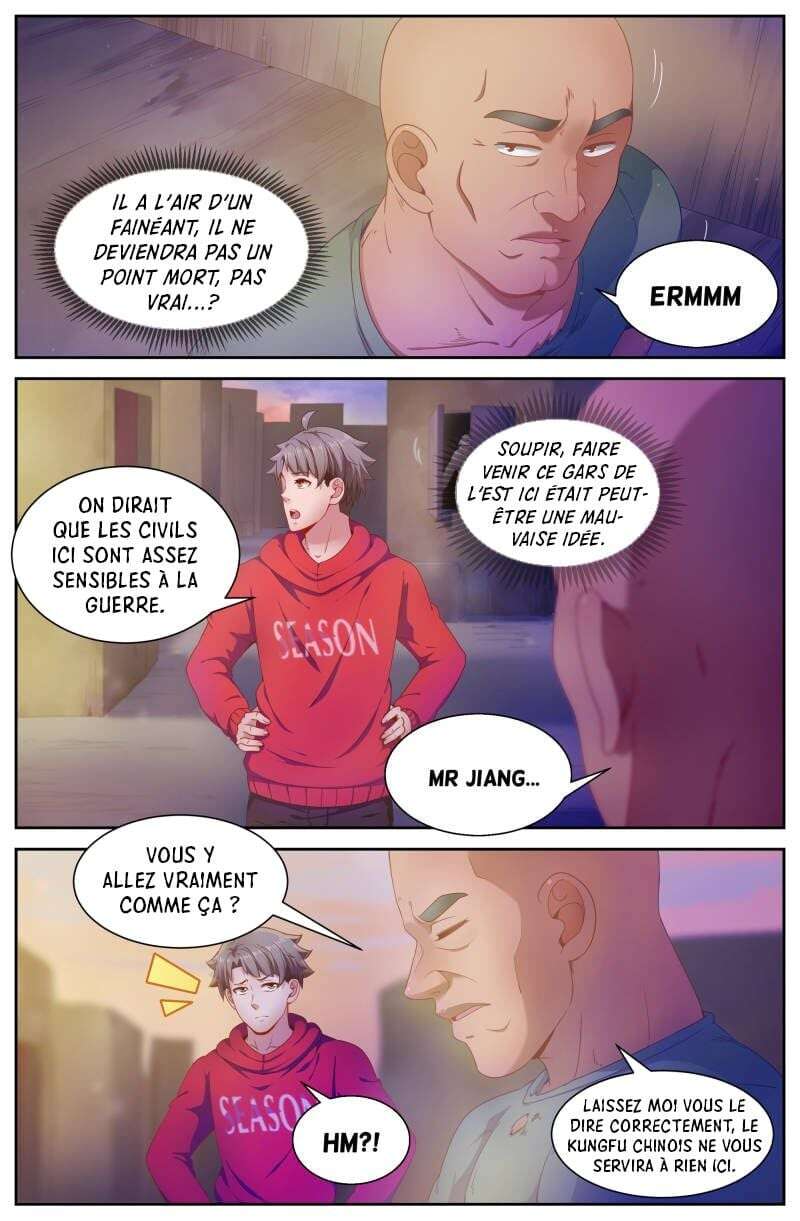 IL A L'AIR D'UN
FAINÉANT, IL NE
DEVIENDRA PAS UN
POINT MORT, PAS
VRAI...?
ERMMM
SOUPIR, FAIRE
VENIR CE GARS DE
L'EST ICI ÉTAIT PEUT-
ÊTRE UNE MAU-
VAISE IDÉE.
ON DIRAIT
QUE LES CIVILS
ICI SONT ASSEZ
SENSIBLES À LA
GUERRE.
SEASON
MR JIANG...
VOUS Y
ALLEZ VRAIMENT
COMME ÇA ?
SEASON
HM?!
LAISSEZ MOI VOUS LE
DIRE CORRECTEMENT, LE
KUNGFU CHINOIS NE VOUS
SERVIRA À RIEN ICI.